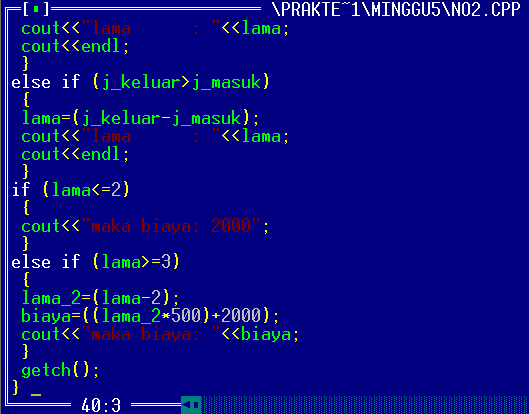 [▪] \PRAKTE~1\MINGGU5\NO2.CPP
cout<<"lama      : "<<lama;
cout<<endl;
}
else if (j_keluar>j_masuk)
{
lama=(j_keluar-j_masuk);
cout<<"lama      : "<<lama;
cout<<endl;
}
if (lama<=2)
{
cout<<"maka biaya: 2000";
}
else if (lama>=3)
{
lama_2=(lama-2);
biaya=((lama_2*500)+2000);
cout<<"maka biaya: "<<biaya;
}
getch();
} _
40:3